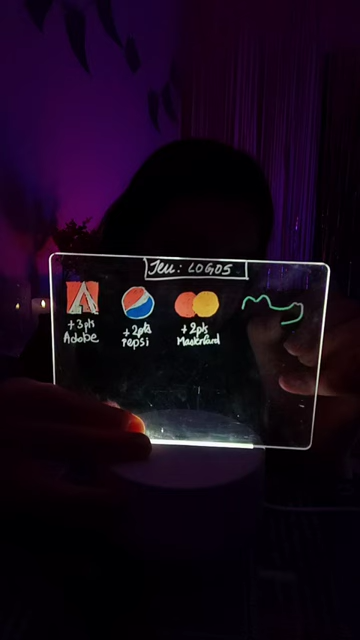 Jeu: LOGOS
+3pts
Adobe
+2pts
Pepsi
+2pts
MasterCard